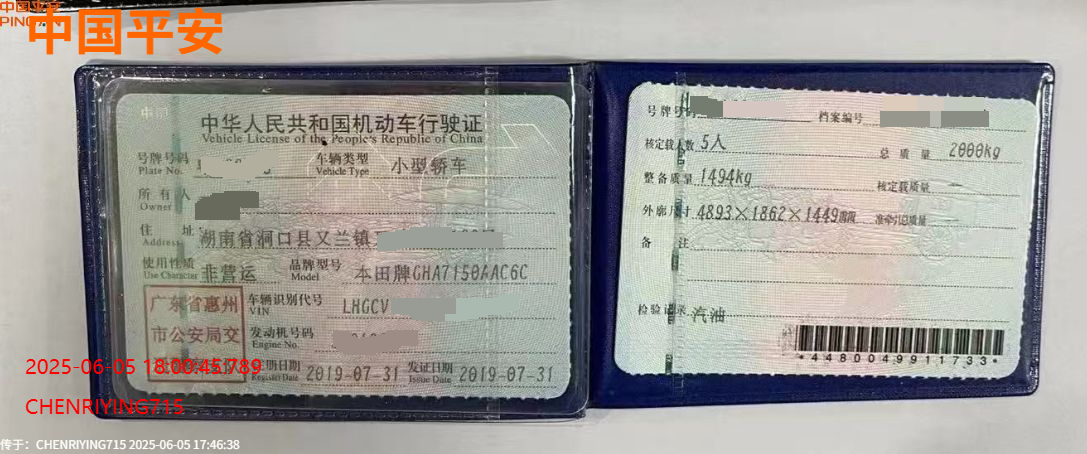 中国平安
PING AN
中国平安
中国
中华人民共和国机动车行驶证
Vehicle License of the People's Republic of China
号牌号码
Plate No.
车辆类型 小型轿车
Vehicle Type
所有人
Owner
住址 湖南省洞口县又兰镇
Address
使用性质 非营运
Use Character
品牌型号 本田牌GHA7150AAC6C
Model
广东省惠州
市公安局交
车辆识别代号 LHGCV
VIN
发动机号码
Engine No.
注册日期 2019-07-31
Register Date
发证日期 2019-07-31
Issue Date
号牌号码
档案编号
核定载人数 5人
总质量 2000kg
整备质量 1494kg
核定载质量 --
外廓尺寸 4893×1862×1449mm
准牵引总质量 --
备注
检验记录 汽油
*4480049911733*
2025-06-05 18:00:45.789
CHENRIYING715
传于：CHENRIYING715 2025-06-05 17:46:38